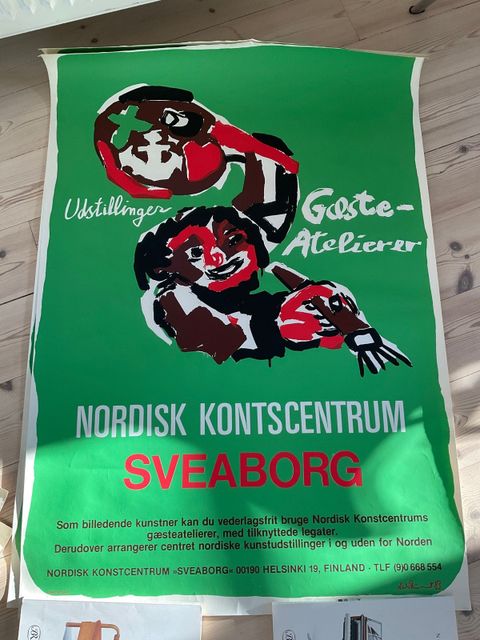 Udstillinger
Gæste-
Atelierer
NORDISK KONTSCENTRUM
SVEABORG
Som billedende kunstner kan du vederlagsfrit bruge Nordisk Konstcentrums
gæsteatelierer, med tilknyttede legater.
Derudover arrangerer centret nordiske kunstudstillinger i og uden for Norden
NORDISK KONSTCENTRUM »SVEABORG« 00190 HELSINKI 19, FINLAND - TLF (9)0 668 554